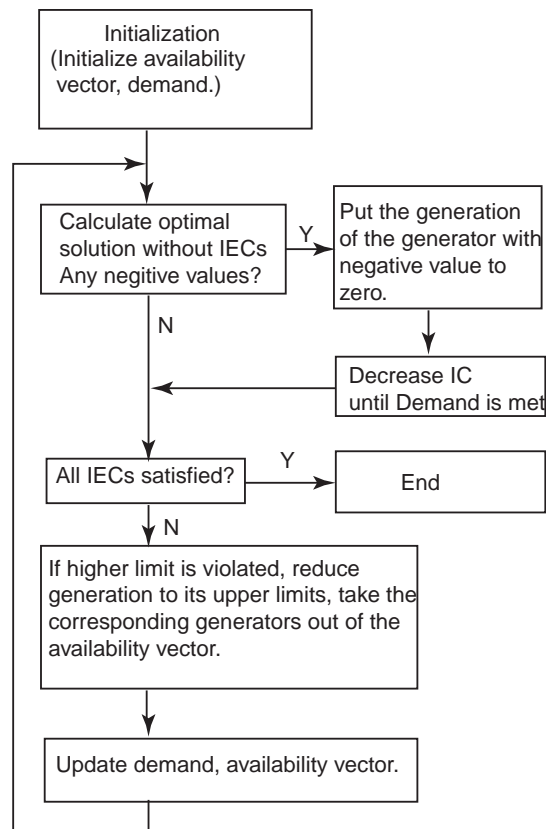 Initialization
(Initialize availability
vector, demand.)
Calculate optimal
solution without IECs
Any negitive values?
Y
Put the generation
of the generator with
negative value to
zero.
N
Decrease IC
until Demand is met
All IECs satisfied?
Y
End
N
If higher limit is violated, reduce
generation to its upper limits, take the
corresponding generators out of the
availability vector.
Update demand, availability vector.